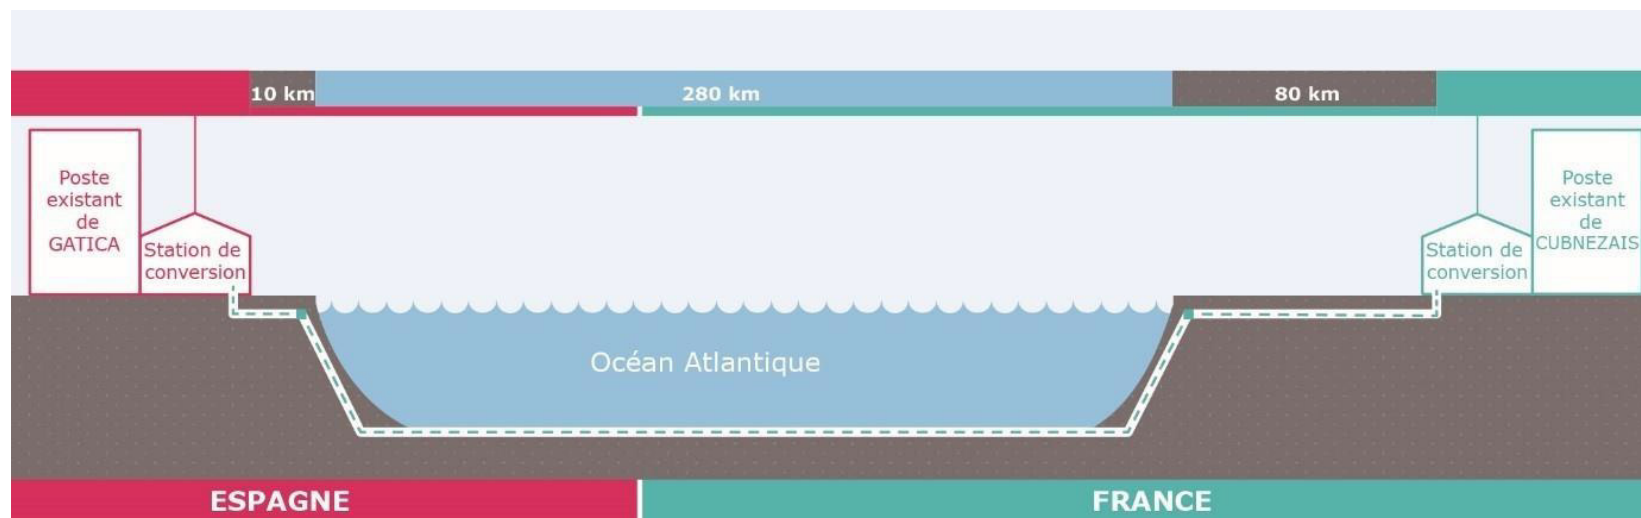 10 km
280 km
80 km
Poste
existant
de
GATICA
Station de
conversion
Océan Atlantique
Station de
conversion
Poste
existant
de
CUBNEZAIS
ESPAGNE
FRANCE